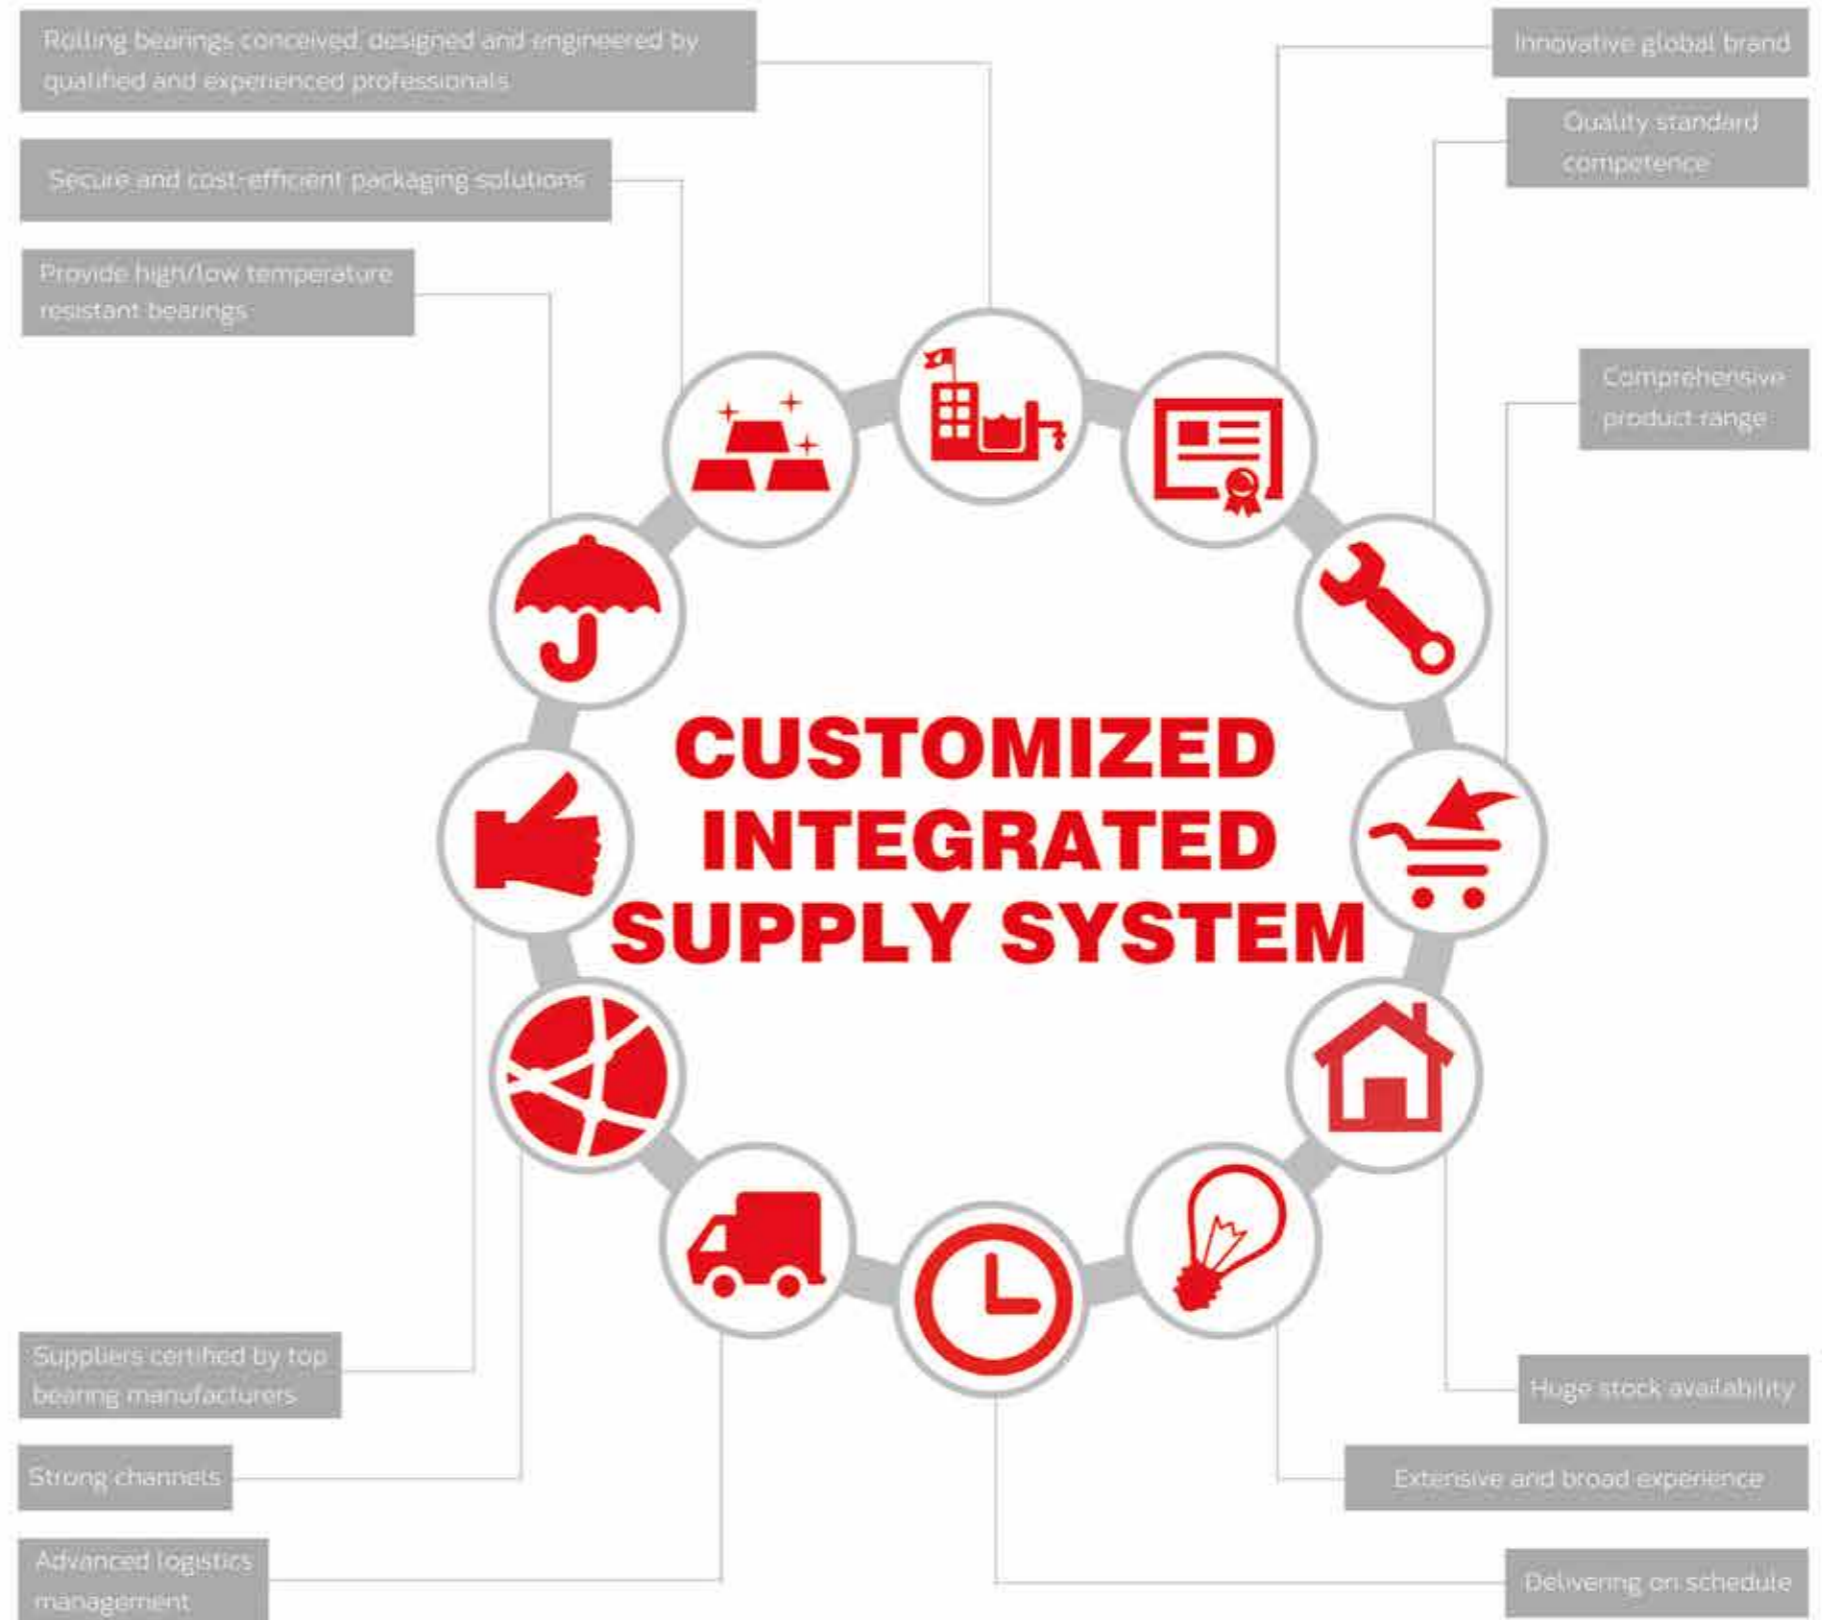 Rolling bearings conceived, designed and engineered by
qualified and experienced professionals
Innovative global brand
Quality standard
competence
Secure and cost-efficient packaging solutions
Provide high/low temperature
resistant bearings
Comprehensive
product range
CUSTOMIZED
INTEGRATED
SUPPLY SYSTEM
Suppliers certified by top
bearing manufacturers
Huge stock availability
Strong channels
Extensive and broad experience
Advanced logistics
management
Delivering on schedule